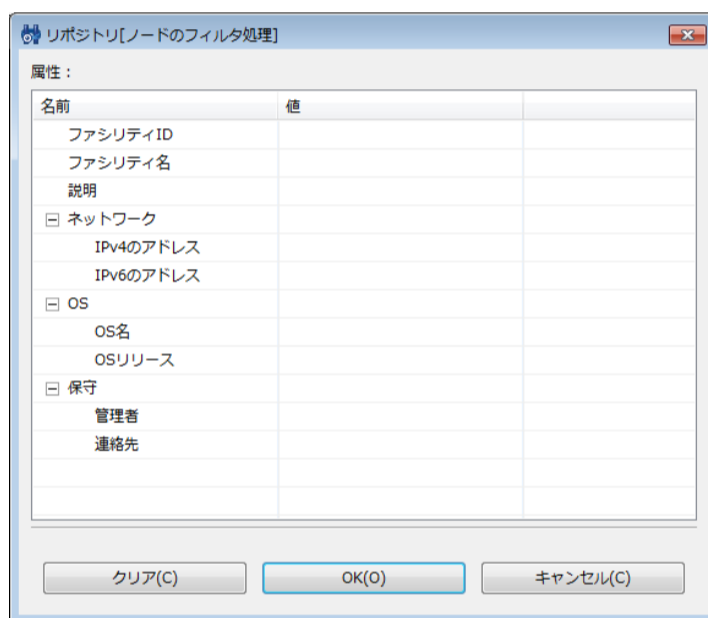 リポジトリ[ノードのフィルタ処理]
属性：
名前 値
ファシリティID
ファシリティ名
説明
ネットワーク
IPv4のアドレス
IPv6のアドレス
OS
OS名
OSリリース
保守
管理者
連絡先
クリア(C) OK(O) キャンセル(C)